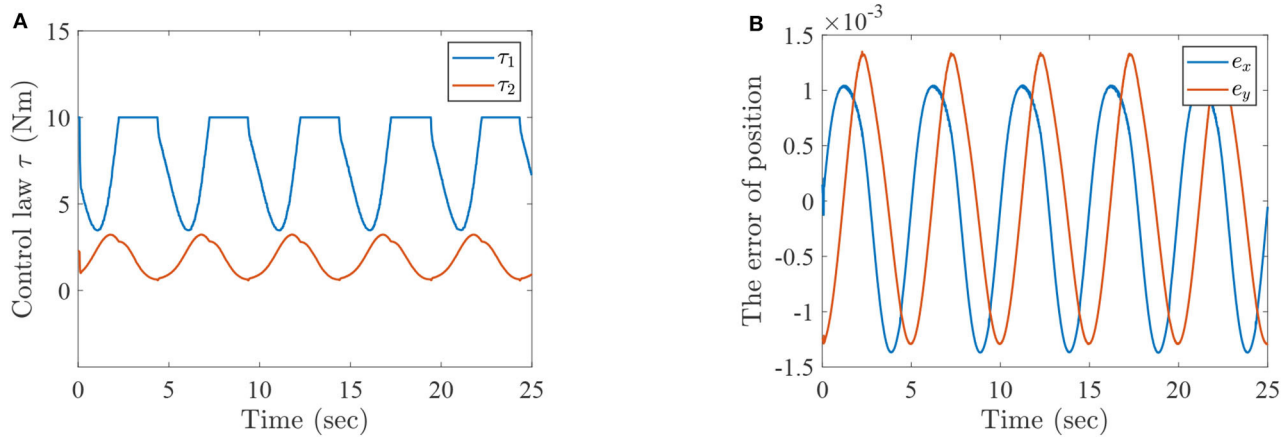 A
Control law τ (Nm)
15
10
5
0
τ1
τ2
0 5 10 15 20 25
Time (sec)
B
×10^-3
The error of position
1.5
1
0.5
0
-0.5
-1
-1.5
e_x
e_y
0 5 10 15 20 25
Time (sec)